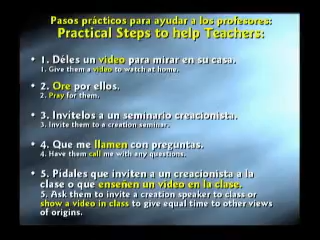 Pasos prácticos para ayudar a los profesores:
Practical Steps to help Teachers:
• 1. Déles un video para mirar en su casa.
1. Give them a video to watch at home.
• 2. Ore por ellos.
2. Pray for them.
• 3. Invitelos a un seminario creacionista.
3. Invite them to a creation seminar.
• 4. Que me llamen con preguntas.
4. Have them call me with any questions.
• 5. Pídales que inviten a un creacionista a la
clase o que enseñen un video en la clase.
5. Ask them to invite a creation speaker to class or
show a video in class to give equal time to other views
of origins.